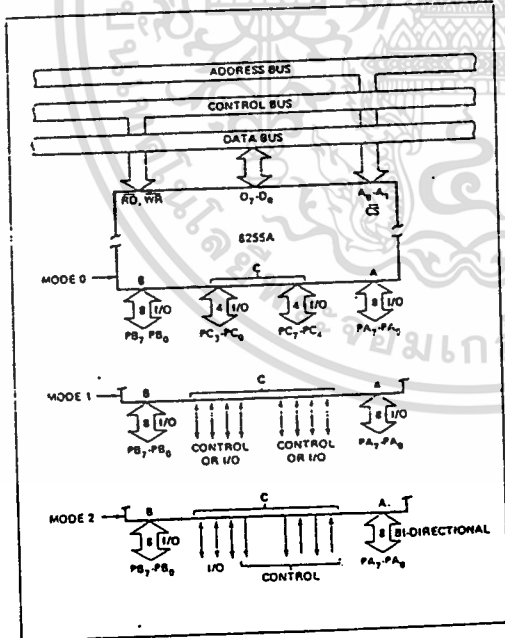 ADDRESS BUS
CONTROL BUS
DATA BUS
RD, WR D7-D0 A0-A1
CS
8255A
MODE 0 B C A
8 I/O 4 I/O 4 I/O 8 I/O
PB7-PB0 PC3-PC0 PC7-PC4 PA7-PA0
MODE 1 B C A
8 I/O CONTROL OR I/O CONTROL OR I/O 8 I/O
PB7-PB0 PA7-PA0
MODE 2 B C A
8 I/O I/O CONTROL 8 BI-DIRECTIONAL
PB7-PB0 PA7-PA0